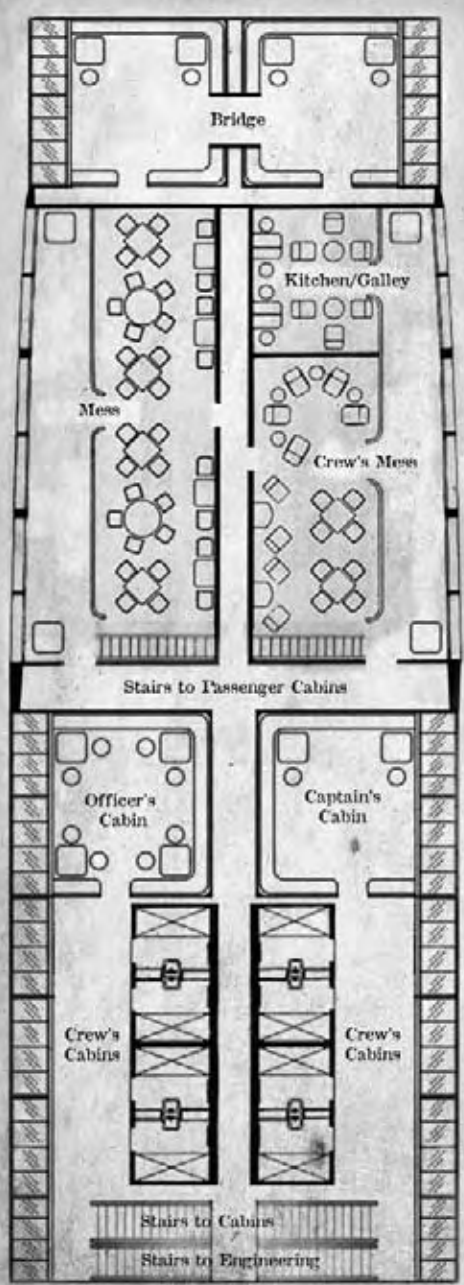 Bridge
Kitchen/Galley
Mess
Crew's Mess
Stairs to Passenger Cabins
Officer's
Cabin
Captain's
Cabin
Crew's
Cabins
Crew's
Cabins
Stairs to Cabins
Stairs to Engineering